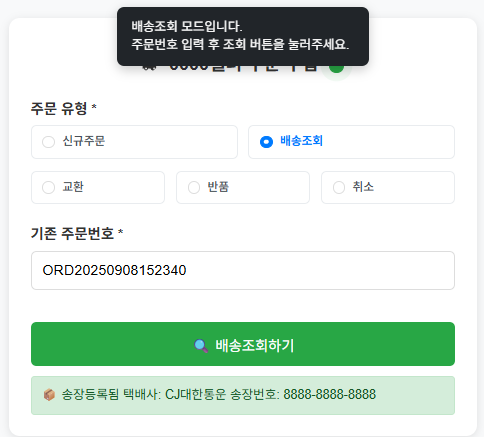 배송조회 모드입니다.
주문번호 입력 후 조회 버튼을 눌러주세요.
주문 유형 *
신규주문
배송조회
교환
반품
취소
기존 주문번호 *
ORD20250908152340
배송조회하기
송장등록됨 택배사: CJ대한통운 송장번호: 8888-8888-8888